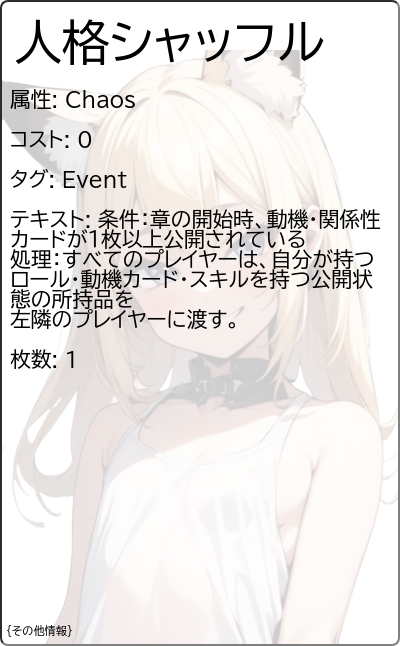 人格シャッフル
属性: Chaos
コスト: 0
タグ: Event
テキスト: 条件：章の開始時、動機・関係性
カードが1枚以上公開されている
処理：すべてのプレイヤーは、自分が持つ
ロール・動機カード・スキルを持つ公開状
態の所持品を
左隣のプレイヤーに渡す。
枚数: 1
{その他情報}